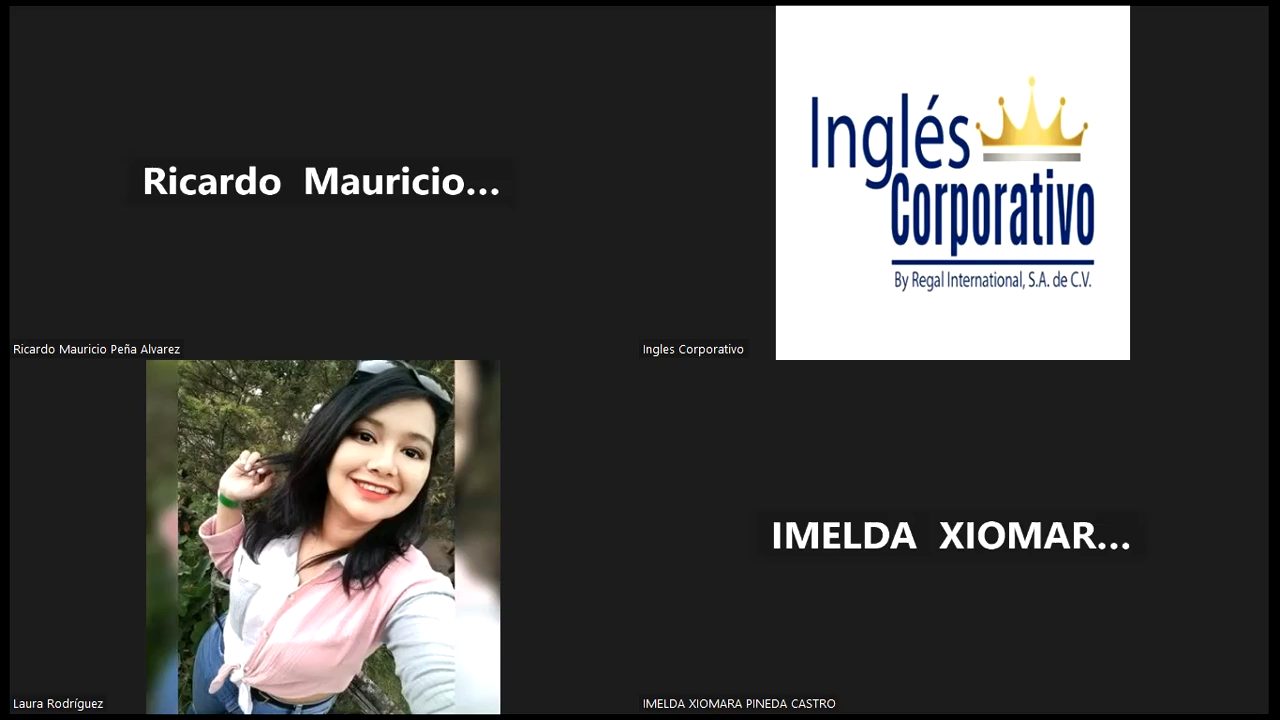 Ricardo Mauricio...
Ricardo Mauricio Peña Alvarez
Inglés
Corporativo
By Regal International, S.A. de C.V.
Ingles Corporativo
Laura Rodríguez
IMELDA XIOMAR...
IMELDA XIOMARA PINEDA CASTRO